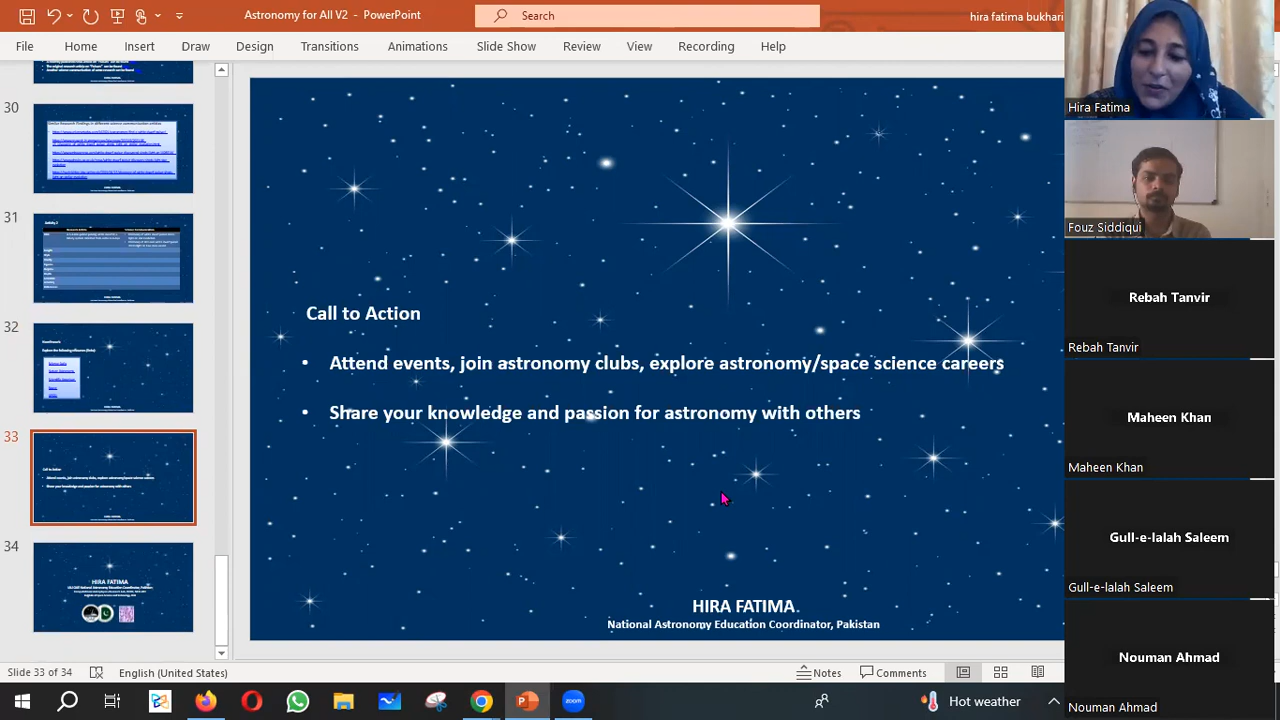 Astronomy for All V2 - PowerPoint
Search
hira fatima bukhari
File Home Insert Draw Design Transitions Animations Slide Show Review View Recording Help
30
31
32
33
34
Call to Action
• Attend events, join astronomy clubs, explore astronomy/space science careers
• Share your knowledge and passion for astronomy with others
HIRA FATIMA
National Astronomy Education Coordinator, Pakistan
HIRA FATIMA
Hira Fatima
Fouz Siddiqui
Rebah Tanvir
Rebah Tanvir
Maheen Khan
Maheen Khan
Gull-e-lalah Saleem
Gull-e-lalah Saleem
Nouman Ahmad
Nouman Ahmad
Slide 33 of 34 English (United States) Notes Comments
Hot weather